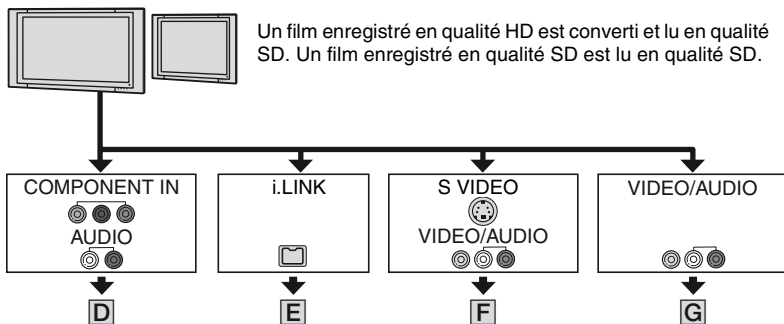 Un film enregistré en qualité HD est converti et lu en qualité
SD. Un film enregistré en qualité SD est lu en qualité SD.
COMPONENT IN
AUDIO
i.LINK
S VIDEO
VIDEO/AUDIO
VIDEO/AUDIO
D
E
F
G